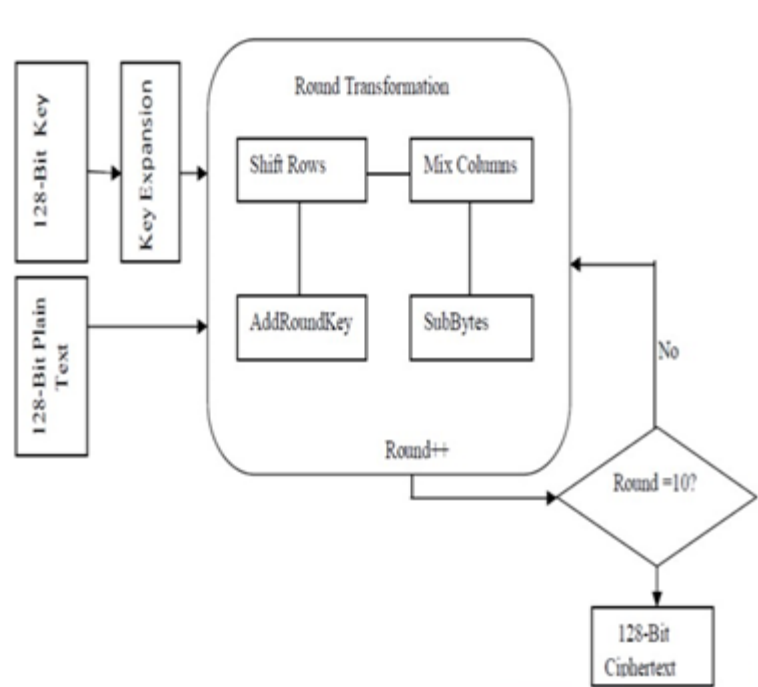 128-Bit Key
Key Expansion
128-Bit Plain
Text
Round Transformation
Shift Rows
Mix Columns
AddRoundKey
SubBytes
Round++
No
Round =10?
128-Bit
Ciphertext